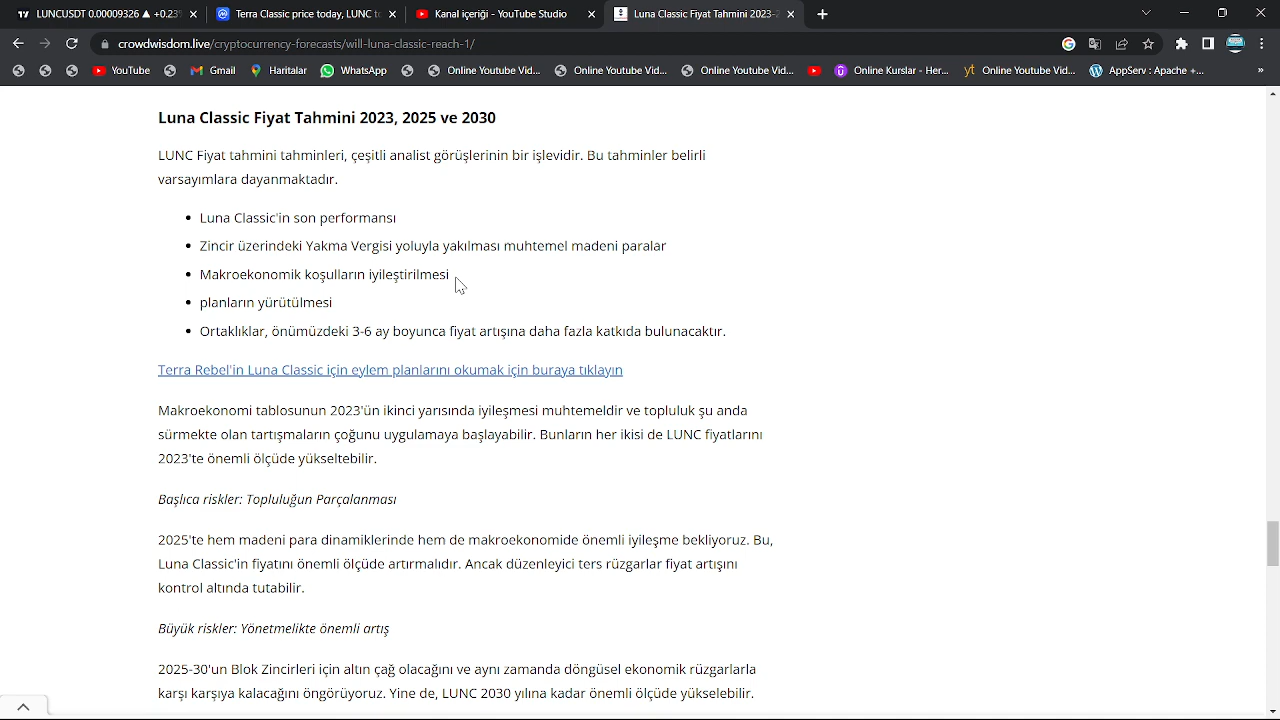 LUNCUSDT 0.00009326 ▲ +0.23
Terra Classic price today, LUNC to
Kanal içeriği - YouTube Studio
Luna Classic Fiyat Tahmini 2023-2
crowdwisdom.live/cryptocurrency-forecasts/will-luna-classic-reach-1/
YouTube
Gmail
Haritalar
WhatsApp
Online Youtube Vid...
Online Youtube Vid...
Online Youtube Vid...
Online Kurslar - Her...
Online Youtube Vid...
AppServ : Apache +...
Luna Classic Fiyat Tahmini 2023, 2025 ve 2030
LUNC Fiyat tahmini tahminleri, çeşitli analist görüşlerinin bir işlevidir. Bu tahminler belirli
varsayımlara dayanmaktadır.
Luna Classic'in son performansı
Zincir üzerindeki Yakma Vergisi yoluyla yakılması muhtemel madeni paralar
Makroekonomik koşulların iyileştirilmesi
planların yürütülmesi
Ortaklıklar, önümüzdeki 3-6 ay boyunca fiyat artışına daha fazla katkıda bulunacaktır.
Terra Rebel'in Luna Classic için eylem planlarını okumak için buraya tıklayın
Makroekonomi tablosunun 2023'ün ikinci yarısında iyileşmesi muhtemeldir ve topluluk şu anda
sürmekte olan tartışmaların çoğunu uygulamaya başlayabilir. Bunların her ikisi de LUNC fiyatlarını
2023'te önemli ölçüde yükseltebilir.
Başlıca riskler: Topluluğun Parçalanması
2025'te hem madeni para dinamiklerinde hem de makroekonomide önemli iyileşme bekliyoruz. Bu,
Luna Classic'in fiyatını önemli ölçüde artırmalıdır. Ancak düzenleyici ters rüzgarlar fiyat artışını
kontrol altında tutabilir.
Büyük riskler: Yönetmelikte önemli artış
2025-30'un Blok Zincirleri için altın çağ olacağını ve aynı zamanda döngüsel ekonomik rüzgarlarla
karşı karşıya kalacağını öngörüyoruz. Yine de, LUNC 2030 yılına kadar önemli ölçüde yükselebilir.